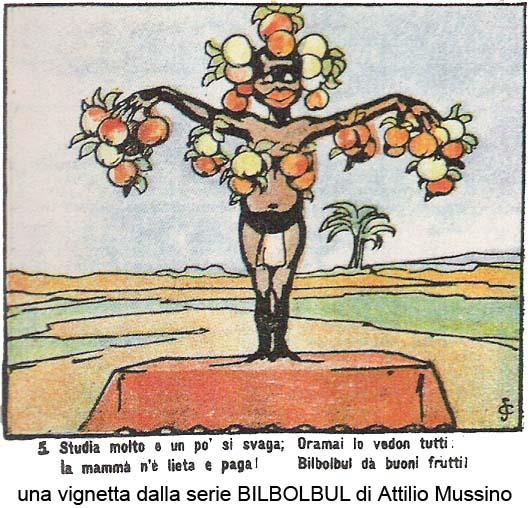 5. Studia molto e un po' si svaga;
la mammà n'è lieta e paga!
Oramai lo vedon tutti:
Bilbolbul dà buoni frutti!
una vignetta dalla serie BILBOLBUL di Attilio Mussino